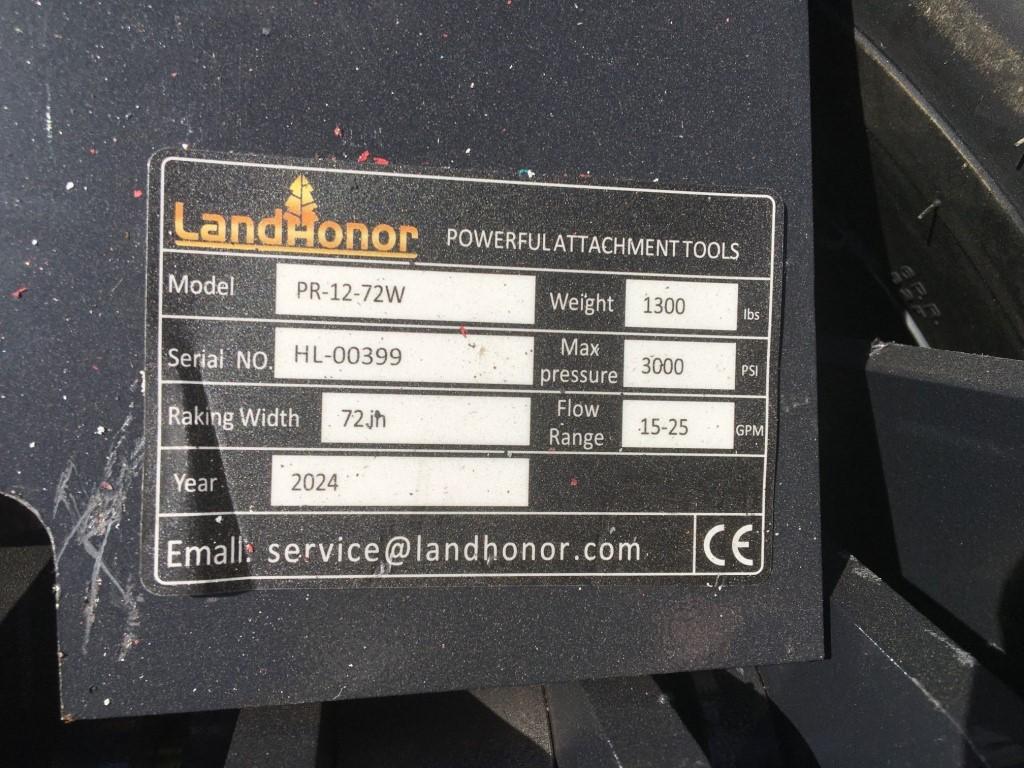 LandHonor POWERFUL ATTACHMENT TOOLS
Model PR-12-72W Weight 1300 lbs
Serial NO. HL-00399 Max pressure 3000 PSI
Raking Width 72.in Flow Range 15-25 GPM
Year 2024
Email: service@landhonor.com CE